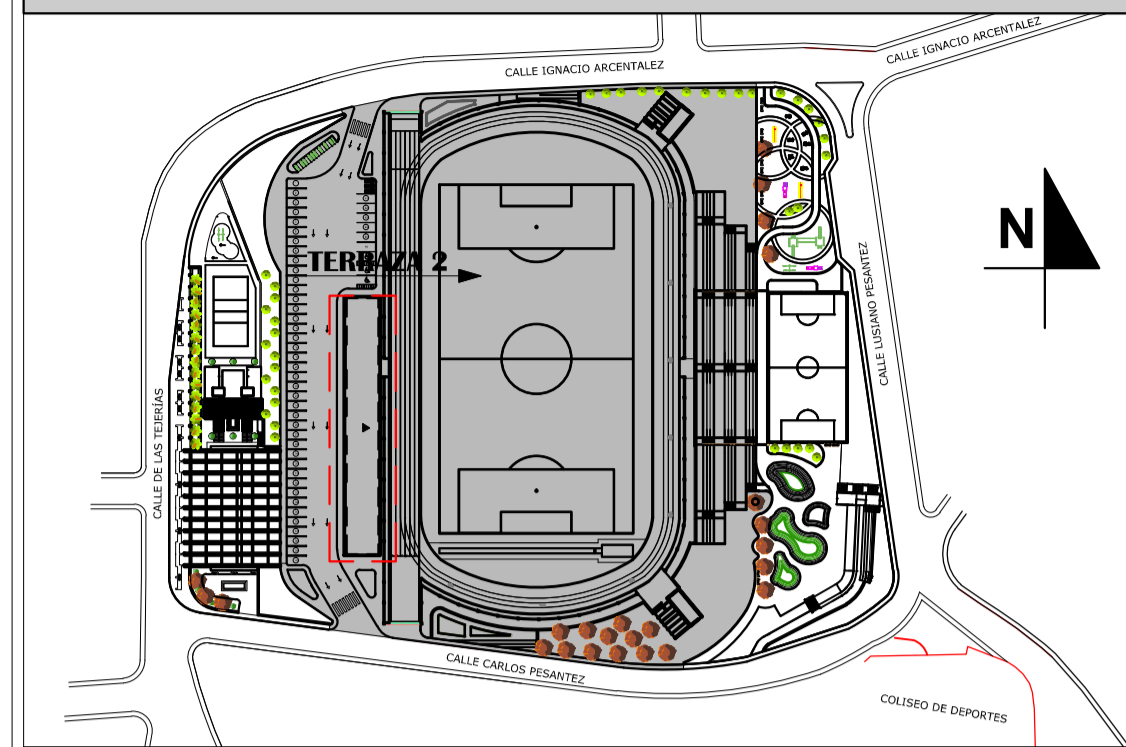 CALLE IGNACIO ARCENTALEZ
CALLE IGNACIO ARCENTALEZ
N
TERRAZA 2
CALLE LUSIANO PESANTEZ
CALLE DE LAS TEJERÍAS
CALLE CARLOS PESANTEZ
COLISEO DE DEPORTES